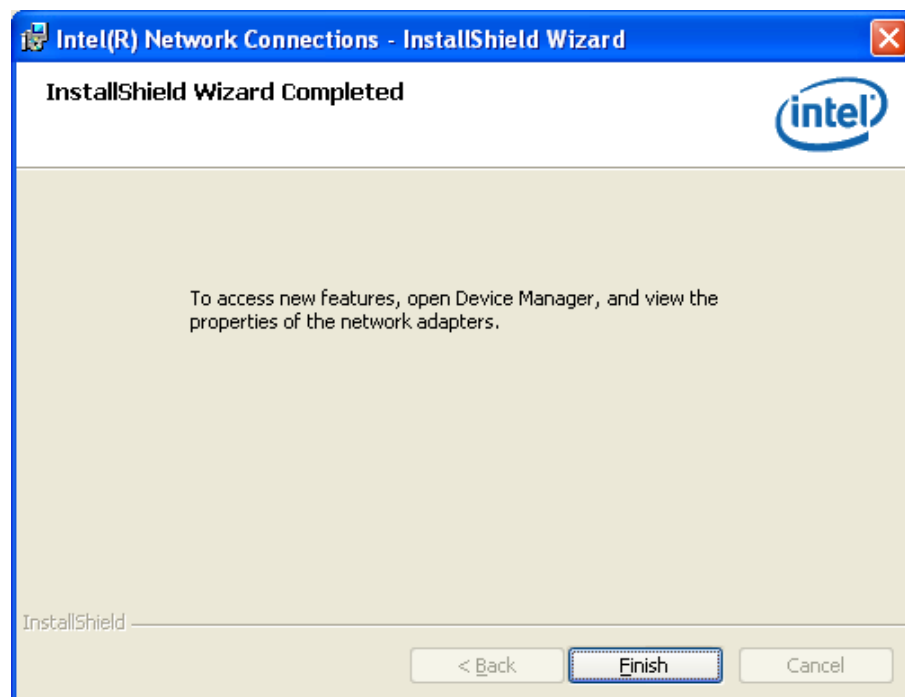 Intel(R) Network Connections - InstallShield Wizard
InstallShield Wizard Completed
intel
To access new features, open Device Manager, and view the
properties of the network adapters.
InstallShield
< Back
Finish
Cancel